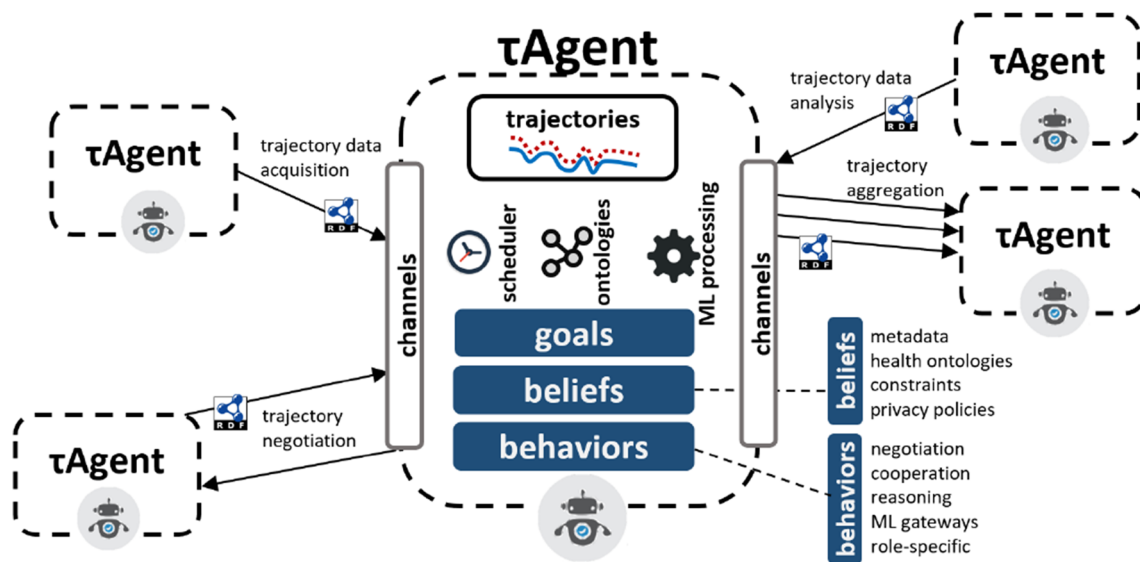 τAgent
trajectories
scheduler
ontologies
ML processing
goals
beliefs
behaviors
channels
channels
τAgent
trajectory data
acquisition
RDF
τAgent
trajectory
negotiation
RDF
τAgent
trajectory data
analysis
RDF
τAgent
trajectory
aggregation
RDF
beliefs
metadata
health ontologies
constraints
privacy policies
behaviors
negotiation
cooperation
reasoning
ML gateways
role-specific